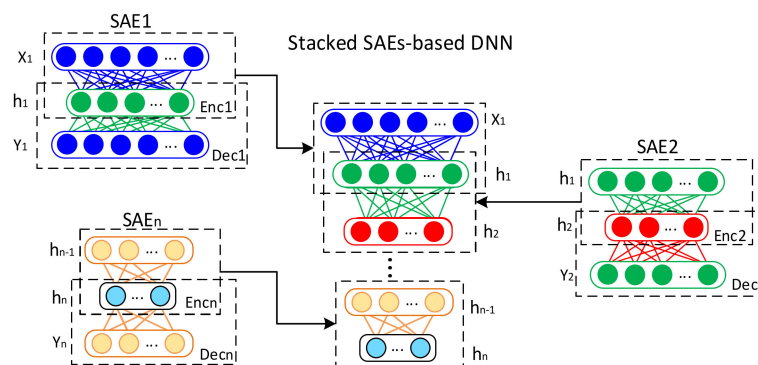 SAE1
Stacked SAEs-based DNN
X1
...
h1
... Enc1
Y1
...
Dec1
... X1
... h1
... h2
SAE2
h1
...
h2
... Enc2
Y2
...
Dec
SAEn
hn-1
...
hn
... Encn
Yn
...
Decn
... hn-1
... hn